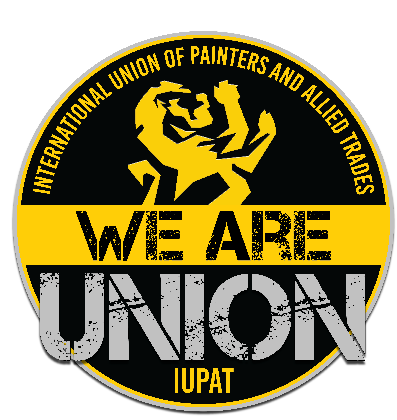 INTERNATIONAL UNION OF PAINTERS AND ALLIED TRADES
WE ARE
UNION
IUPAT